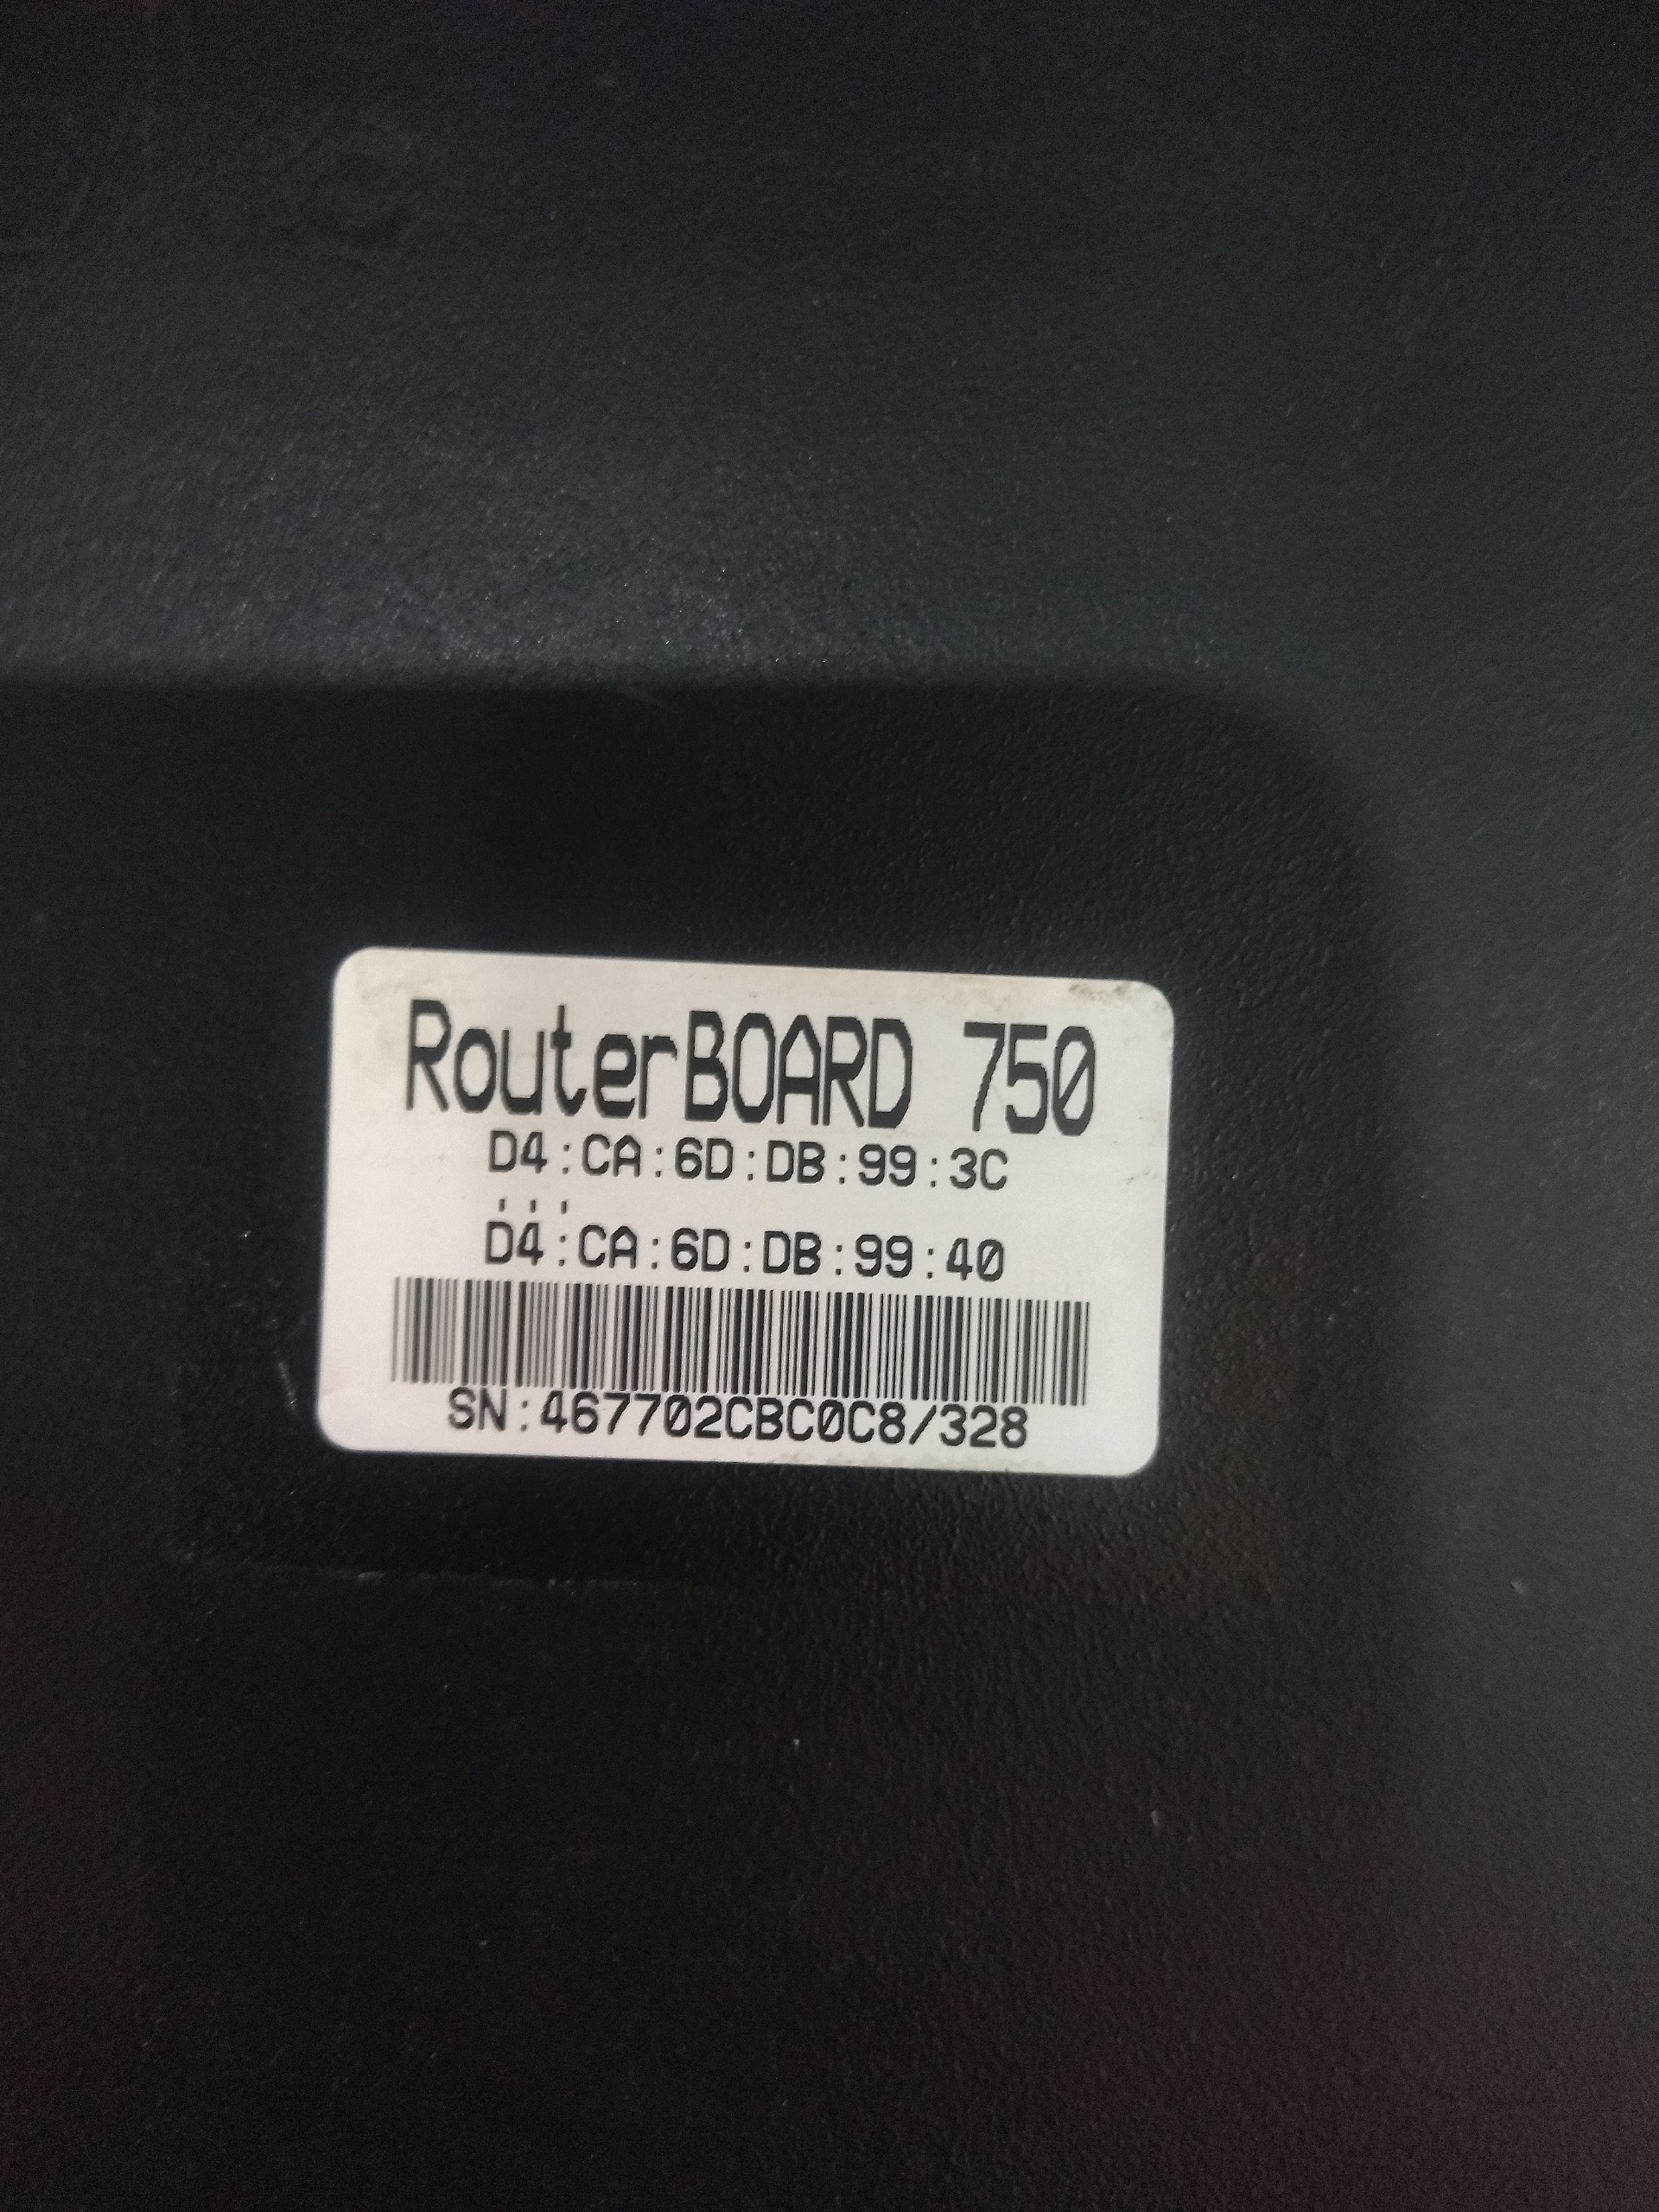 RouterBOARD 750
D4:CA:6D:DB:99:3C
...
D4:CA:6D:DB:99:40
SN:467702CBC0C8/328